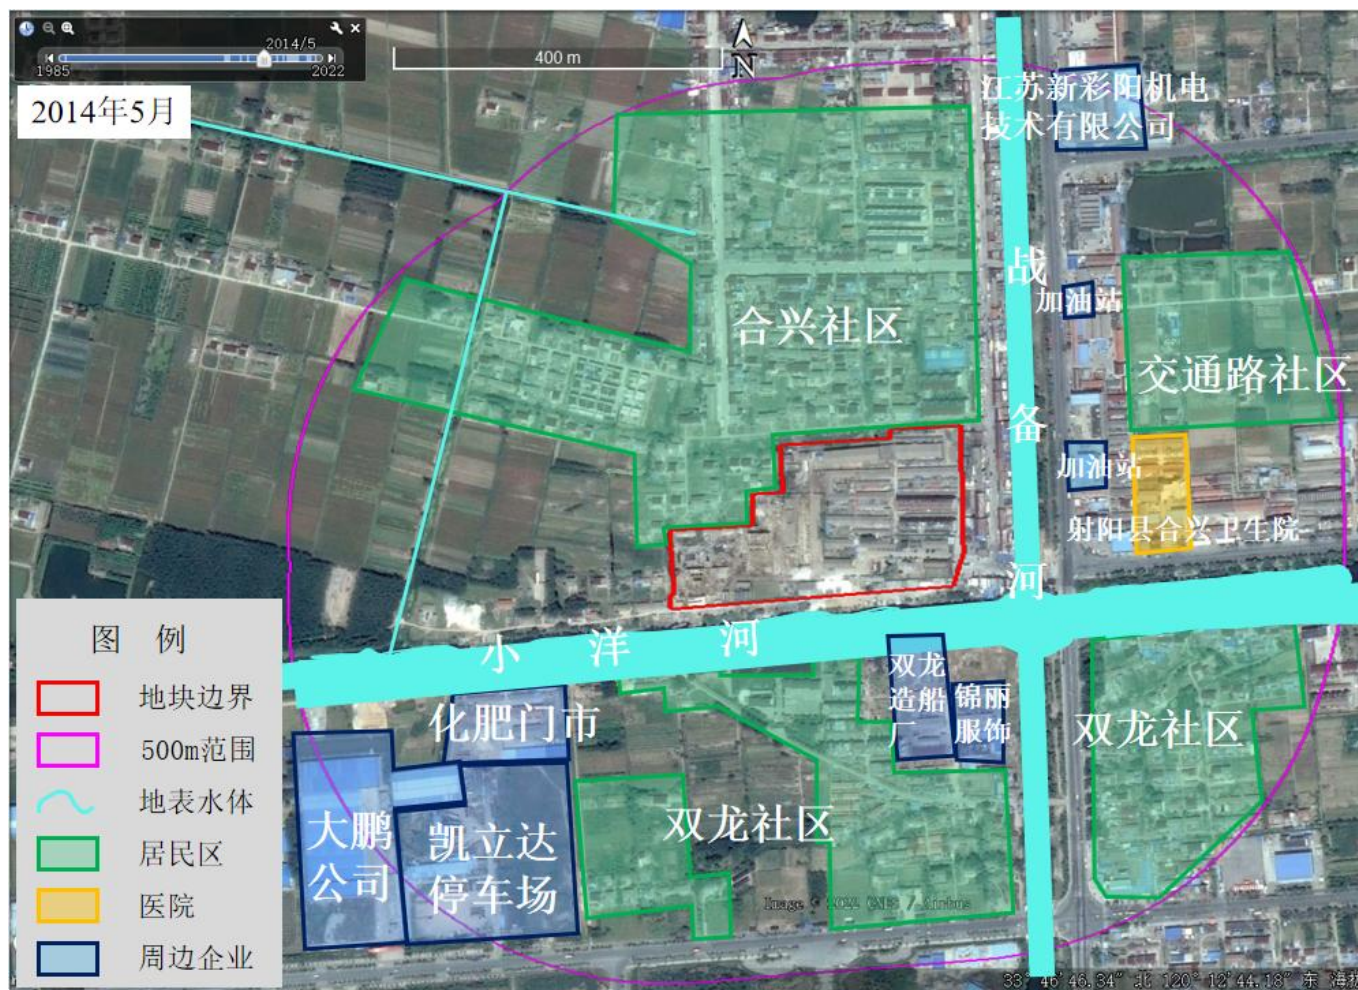 2014/5
1985
2022
2014年5月
400 m
N
江苏新彩阳机电
技术有限公司
战
备
河
加油站
合兴社区
交通路社区
加油站
射阳县合兴卫生院
小 洋 河
图 例
地块边界
500m范围
地表水体
居民区
医院
周边企业
化肥门市
双龙
造船
厂
锦丽
服饰
双龙社区
大鹏
公司
凯立达
停车场
双龙社区
Image © 2022 CNES / Airbus
33° 46′46.34″ 北 120° 12′44.18″ 东 海拔